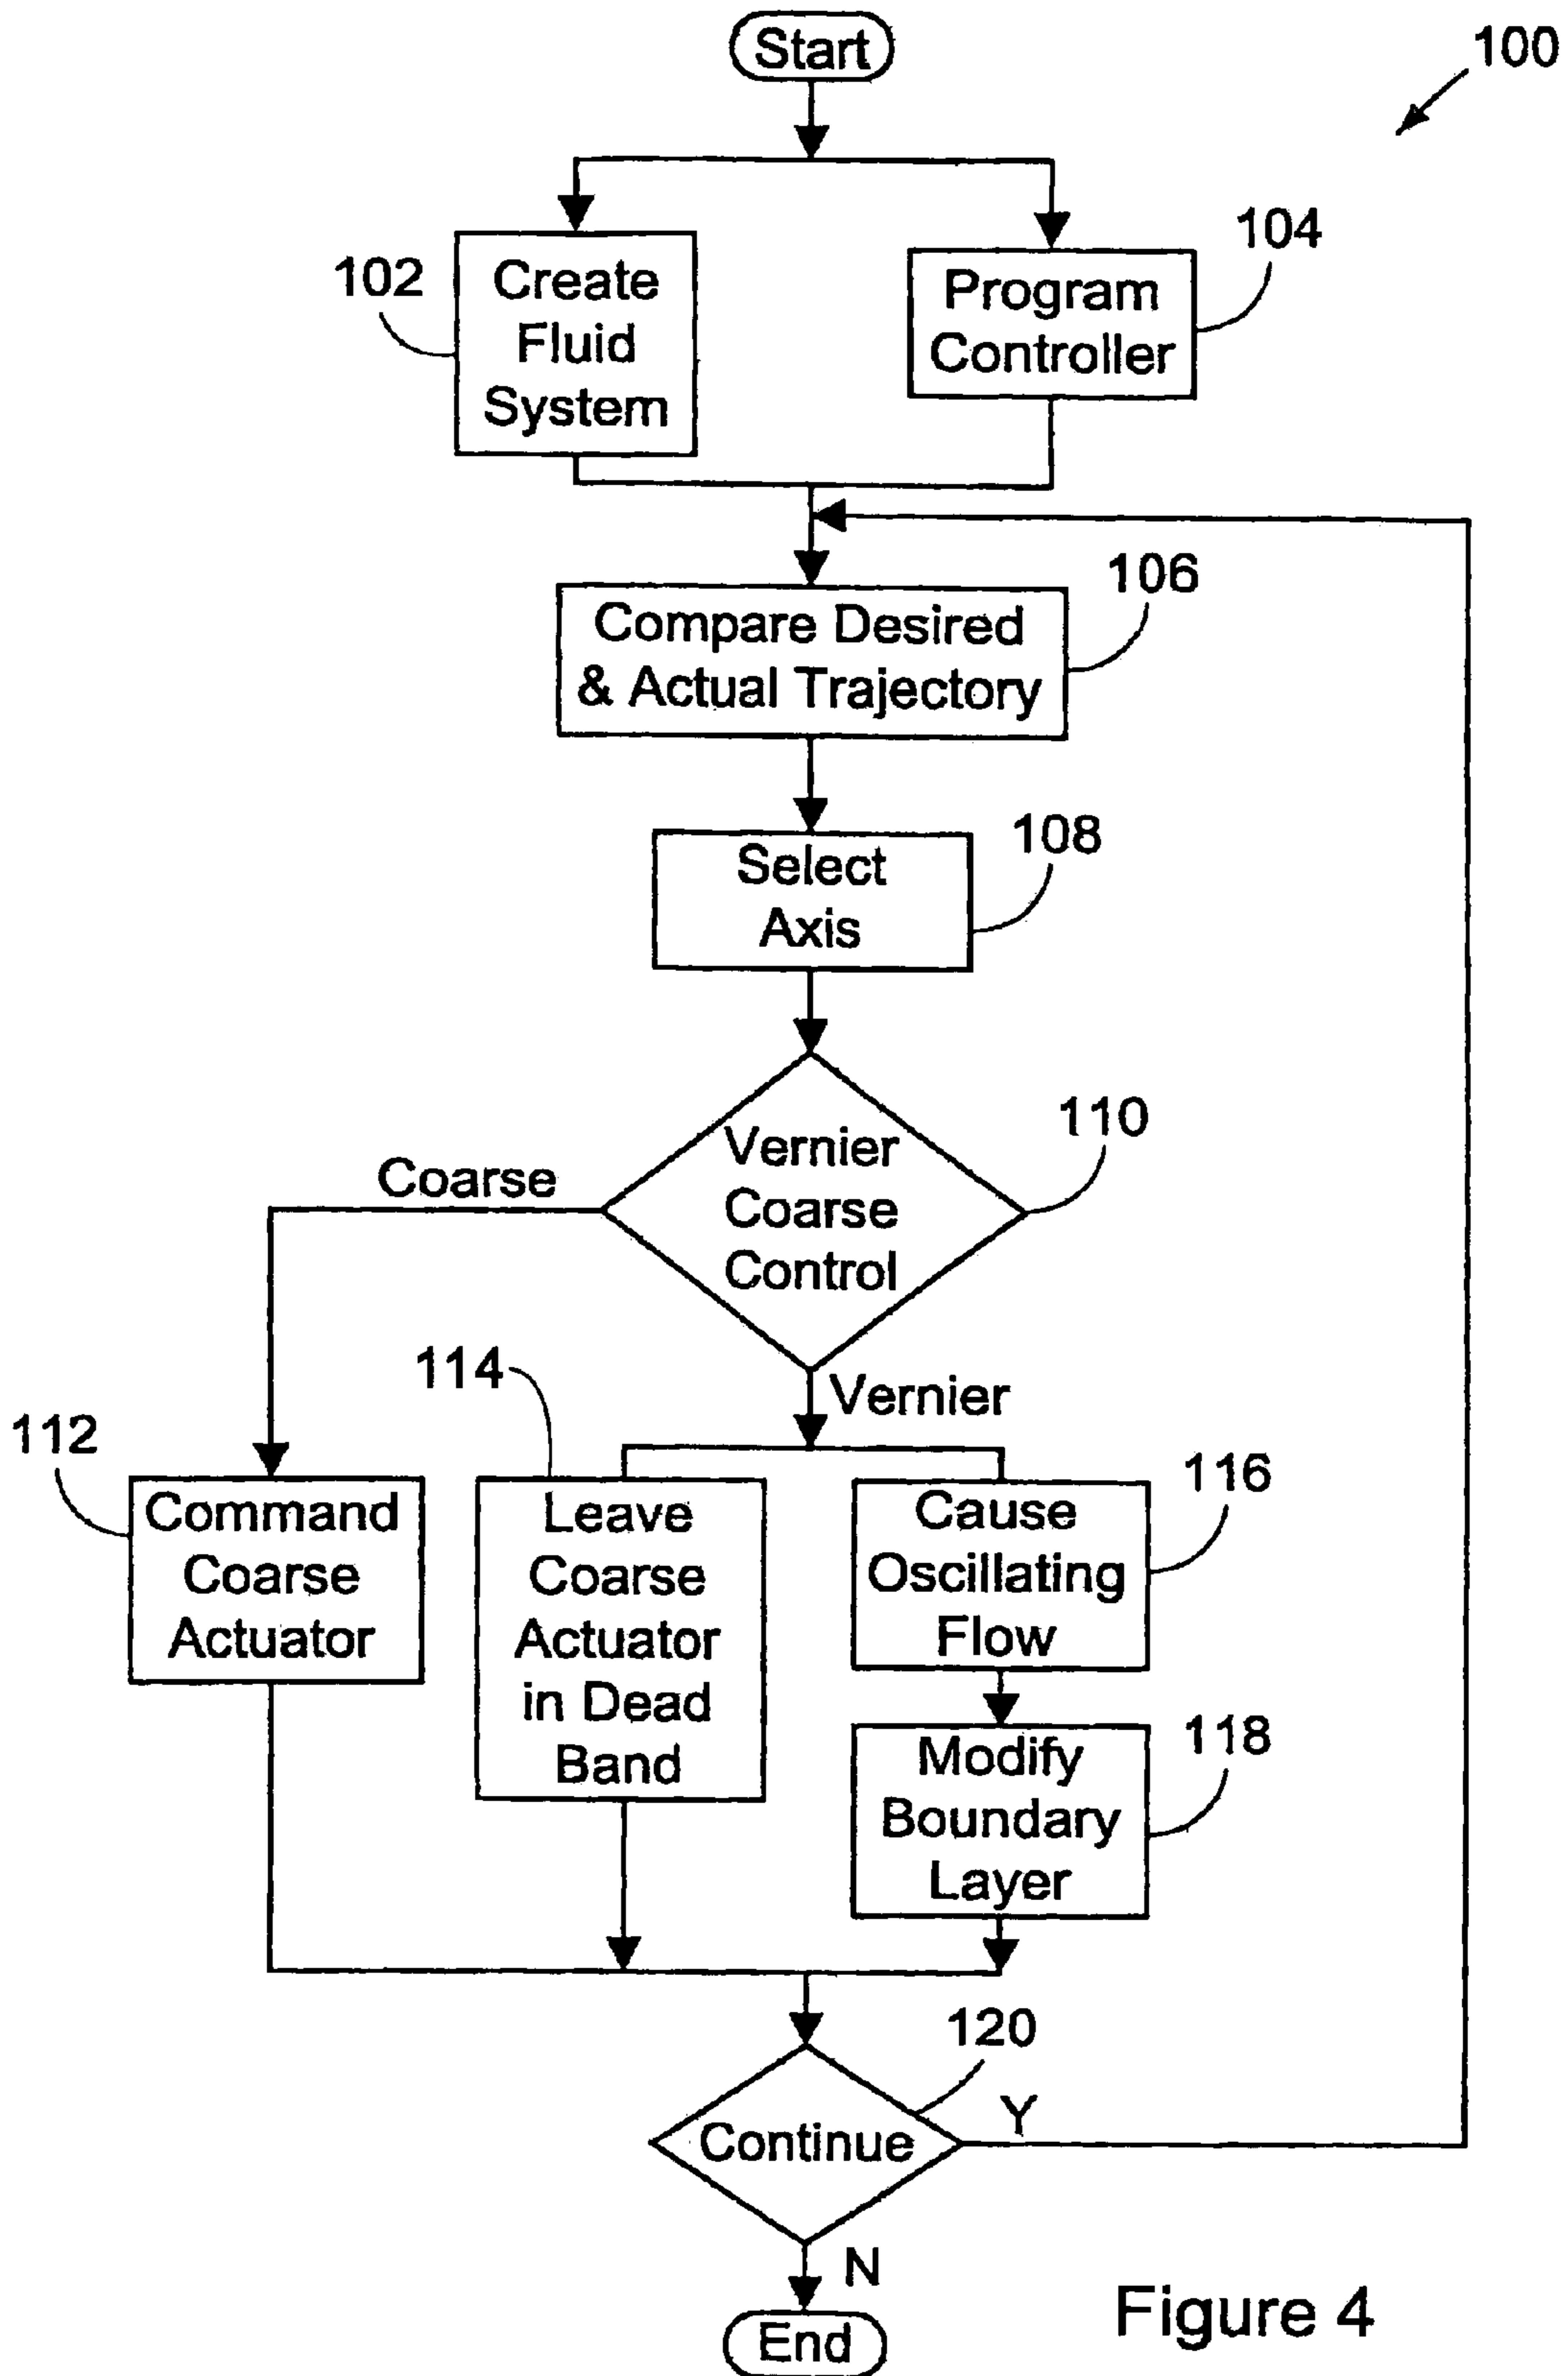 Start
100
102
Create
Fluid
System
104
Program
Controller
106
Compare Desired
& Actual Trajectory
108
Select
Axis
110
Vernier
Coarse
Control
Coarse
Vernier
112
Command
Coarse
Actuator
114
Leave
Coarse
Actuator
in Dead
Band
116
Cause
Oscillating
Flow
118
Modify
Boundary
Layer
120
Continue
Y
N
End
Figure 4